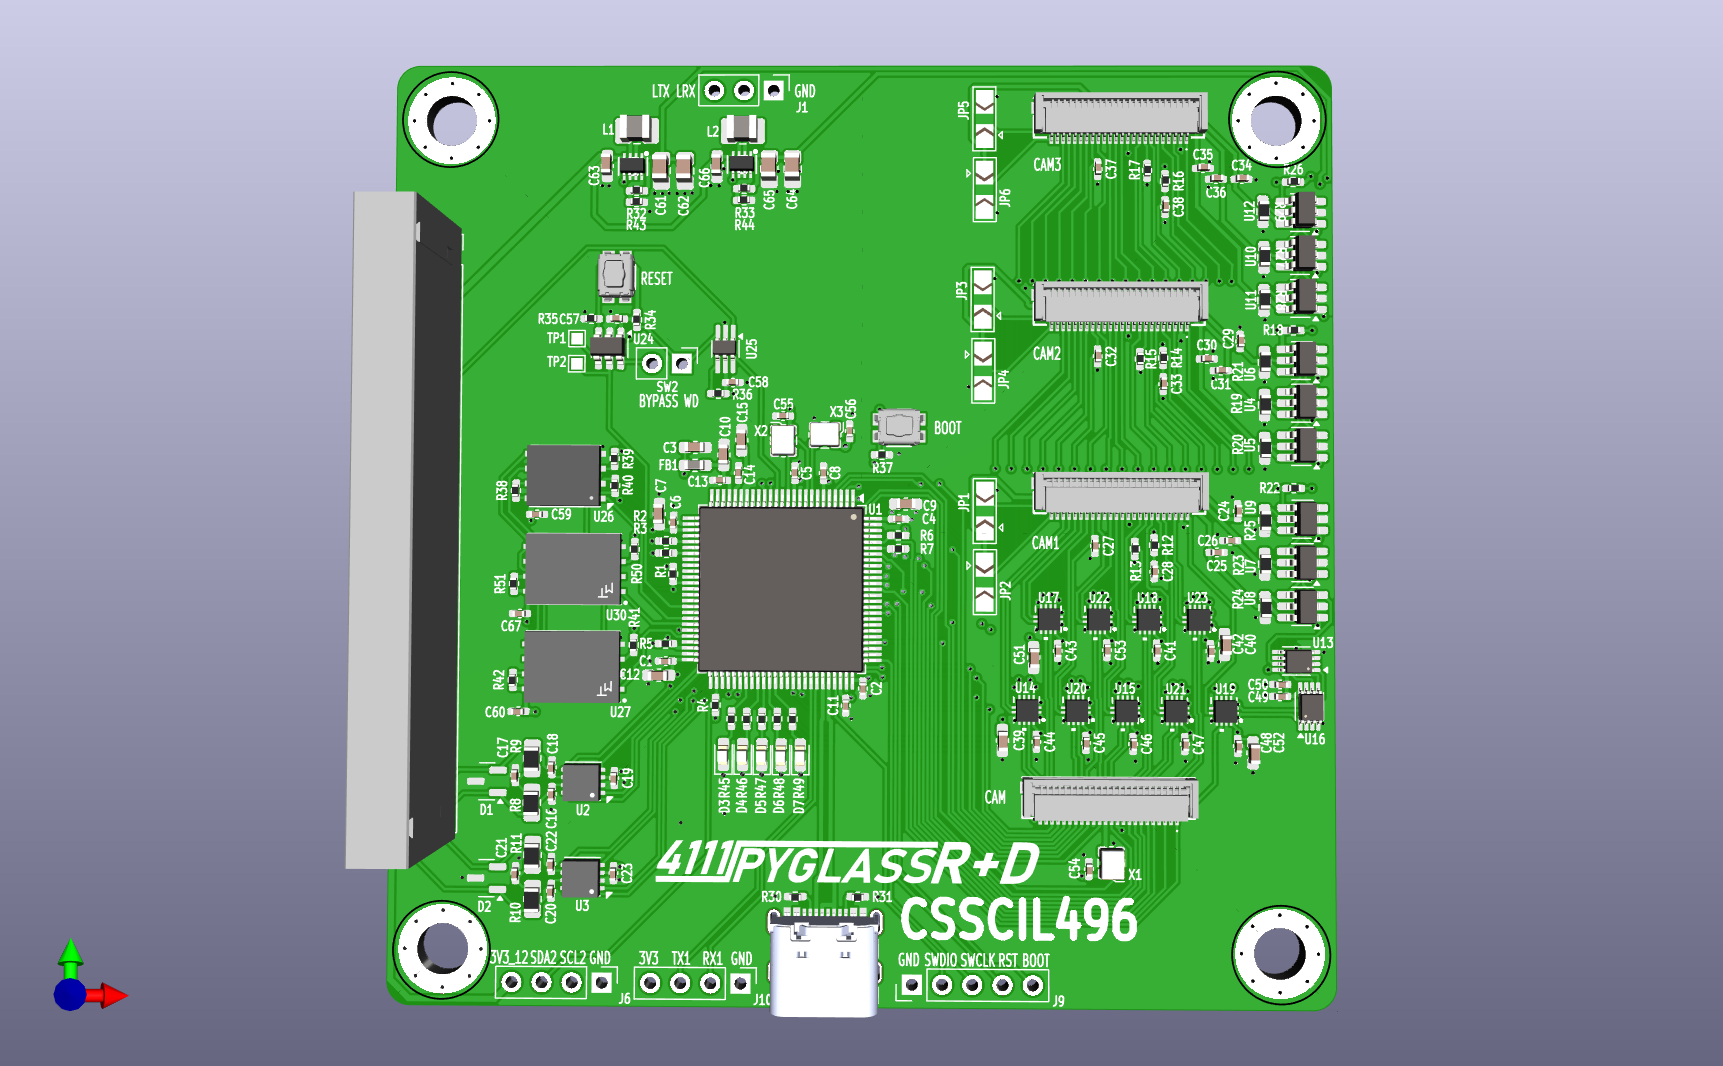 LTX LRX
GND
J1
L1
L2
C63
C61
C62
C66
C65
C64
R32
R43
R33
R44
JP5
JP6
CAM3
C37
R17
R16
C38
C35
C36
C34
R26
U12
U10
U11
RESET
R35 C57
R34
TP1
TP2
U24
U25
SW2
BYPASS WD
C58
R36
JP3
JP4
CAM2
C32
R15
R14
C33
C29
C30
C31
R18
R21
U6
R19
U4
R20
U5
C55
X2
X3
C56
BOOT
R37
C15
C10
C3
FB1
C13
C14
C5
C8
R39
R40
R38
C59
U26
C7
C6
R2
R3
U1
C9
C4
R6
R7
R1
R50
R51
U30
C67
R41
R5
C1
C12
R42
C60
U27
C11
C2
JP1
JP2
CAM1
C27
R13
R12
C28
C24
C26
C25
R22
U9
R25
R23
U7
R24
U8
U17
U22
U18
U23
C51
C43
C53
C41
C42
C40
U13
C50
C49
U16
U14
U20
U15
U21
U19
C39
C44
C45
C46
C47
C48
C52
CAM
C54
X1
C17
R9
C18
C19
D1
R8
C16
U2
C21
R11
C22
C23
D2
R10
C20
U3
D3 R45
D4 R46
D5 R47
D6 R48
D7 R49
4111 PYGLASS R+D
CSSCIL496
R30
R31
3V3_12 SDA2 SCL2 GND
J6
3V3 TX1 RX1 GND
J10
GND SWDIO SWCLK RST BOOT
J9